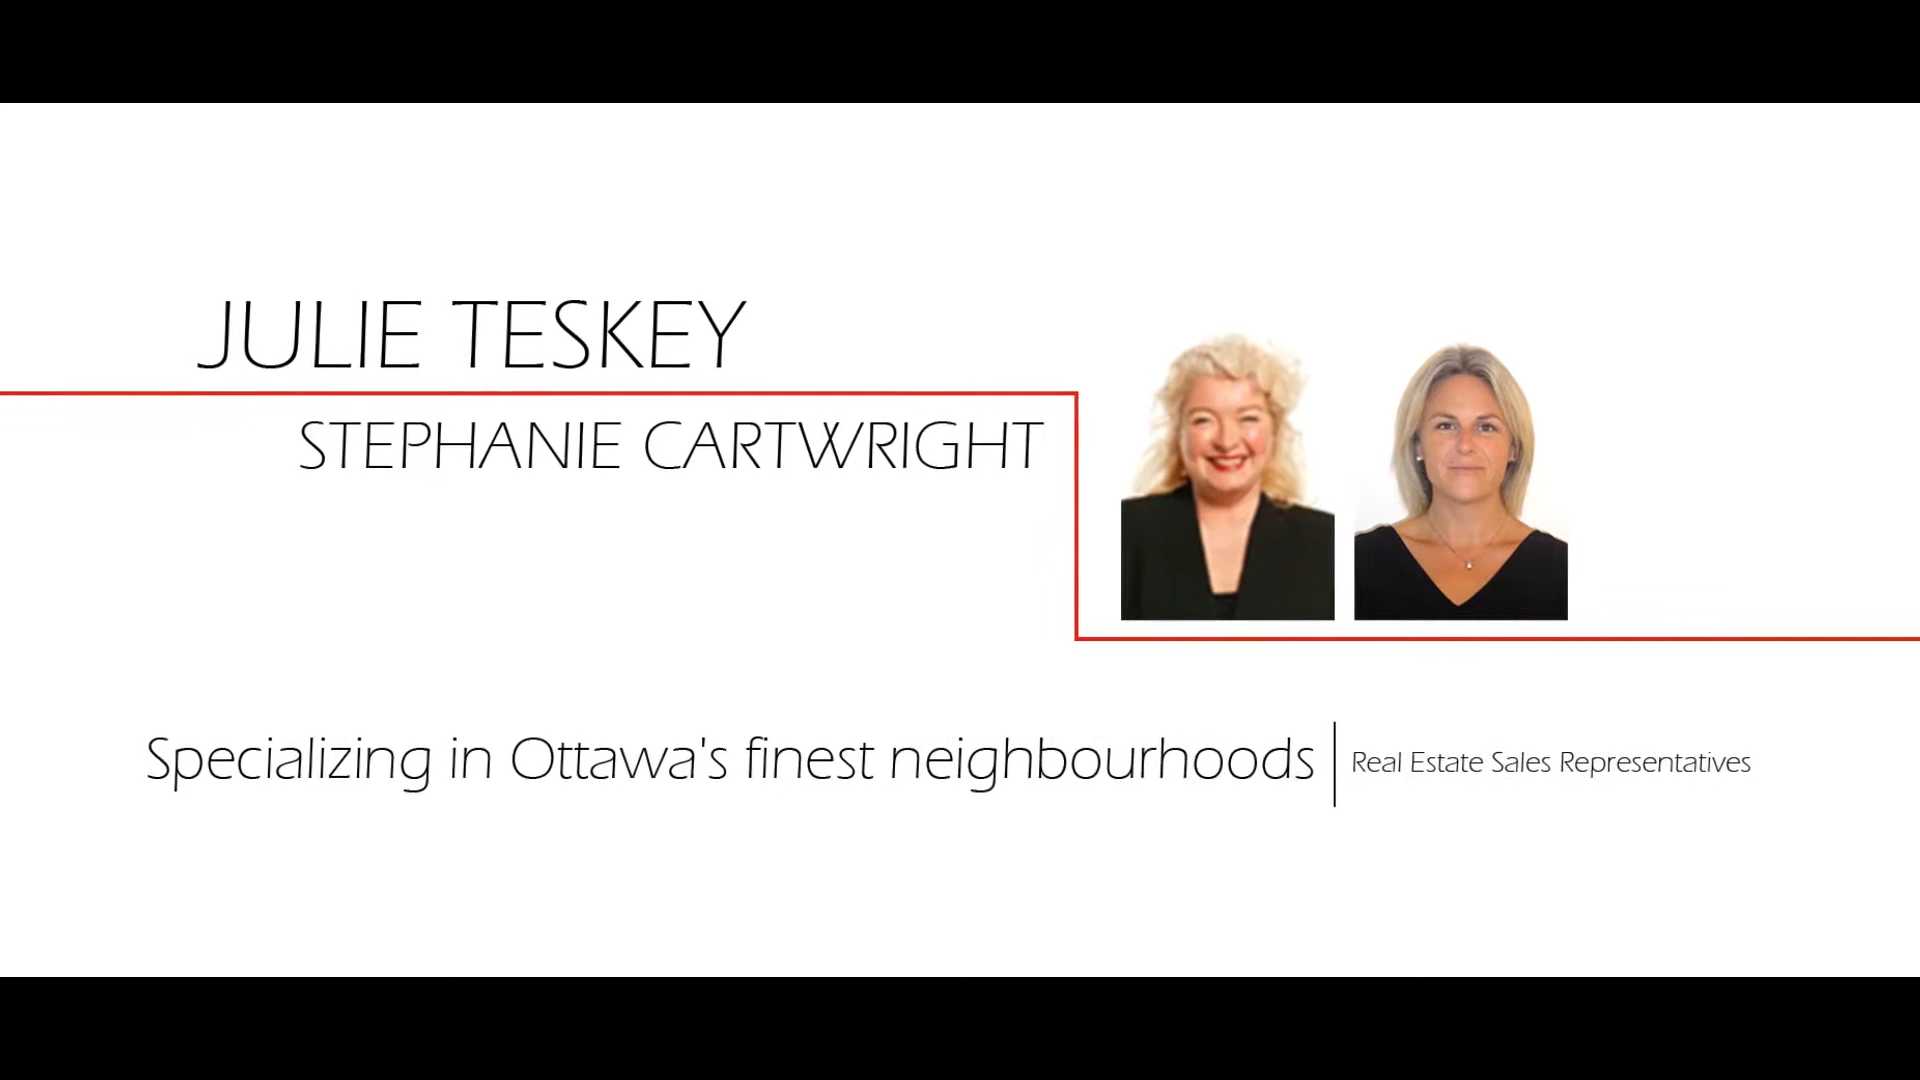 JULIE TESKEY
STEPHANIE CARTWRIGHT
Specializing in Ottawa's finest neighbourhoods
Real Estate Sales Representatives